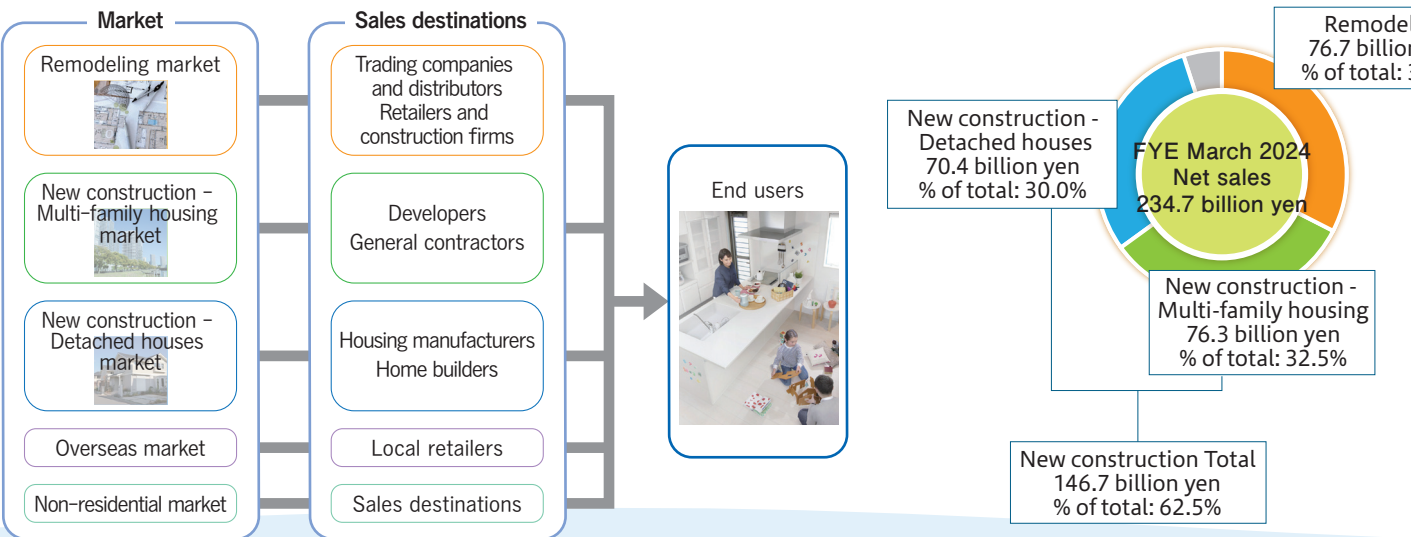 Market
Remodeling market
New construction –
Multi-family housing
market
New construction –
Detached houses
market
Overseas market
Non-residential market
Sales destinations
Trading companies
and distributors
Retailers and
construction firms
Developers
General contractors
Housing manufacturers
Home builders
Local retailers
Sales destinations
End users
76.7
% of total:
New construction -
Detached houses
70.4 billion yen
% of total: 30.0%
FYE March 2024
Net sales
234.7 billion yen
New construction -
Multi-family housing
76.3 billion yen
% of total: 32.5%
New construction Total
146.7 billion yen
% of total: 62.5%